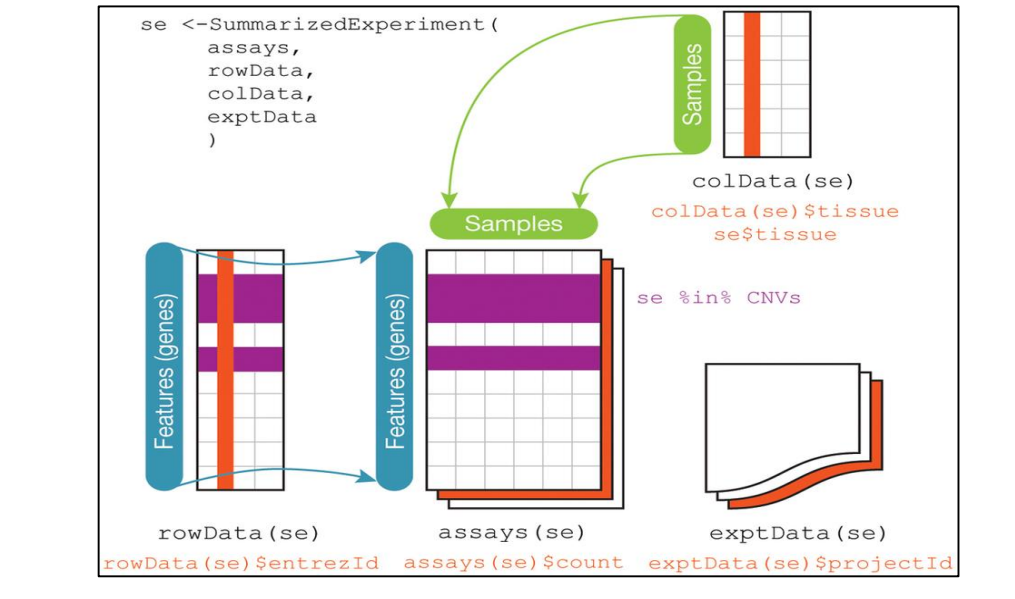 se <-SummarizedExperiment(
assays,
rowData,
colData,
exptData
)
Samples
colData(se)
colData(se)$tissue
se$tissue
Samples
Features (genes)
Features (genes)
se %in% CNVs
rowData(se)
assays(se)
exptData(se)
rowData(se)$entrezId
assays(se)$count
exptData(se)$projectId